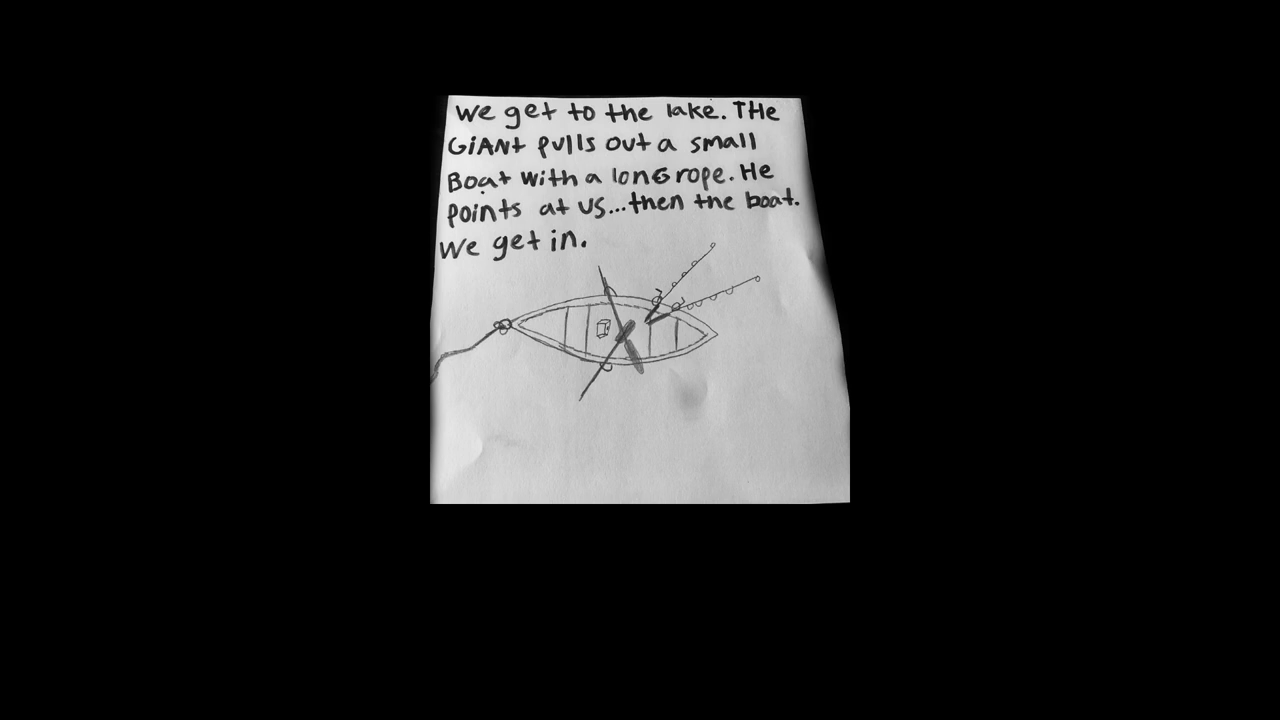 We get to the lake. THe
GiANt pulls out a small
Boat with a lonG rope. He
points at us...then the boat.
We get in.